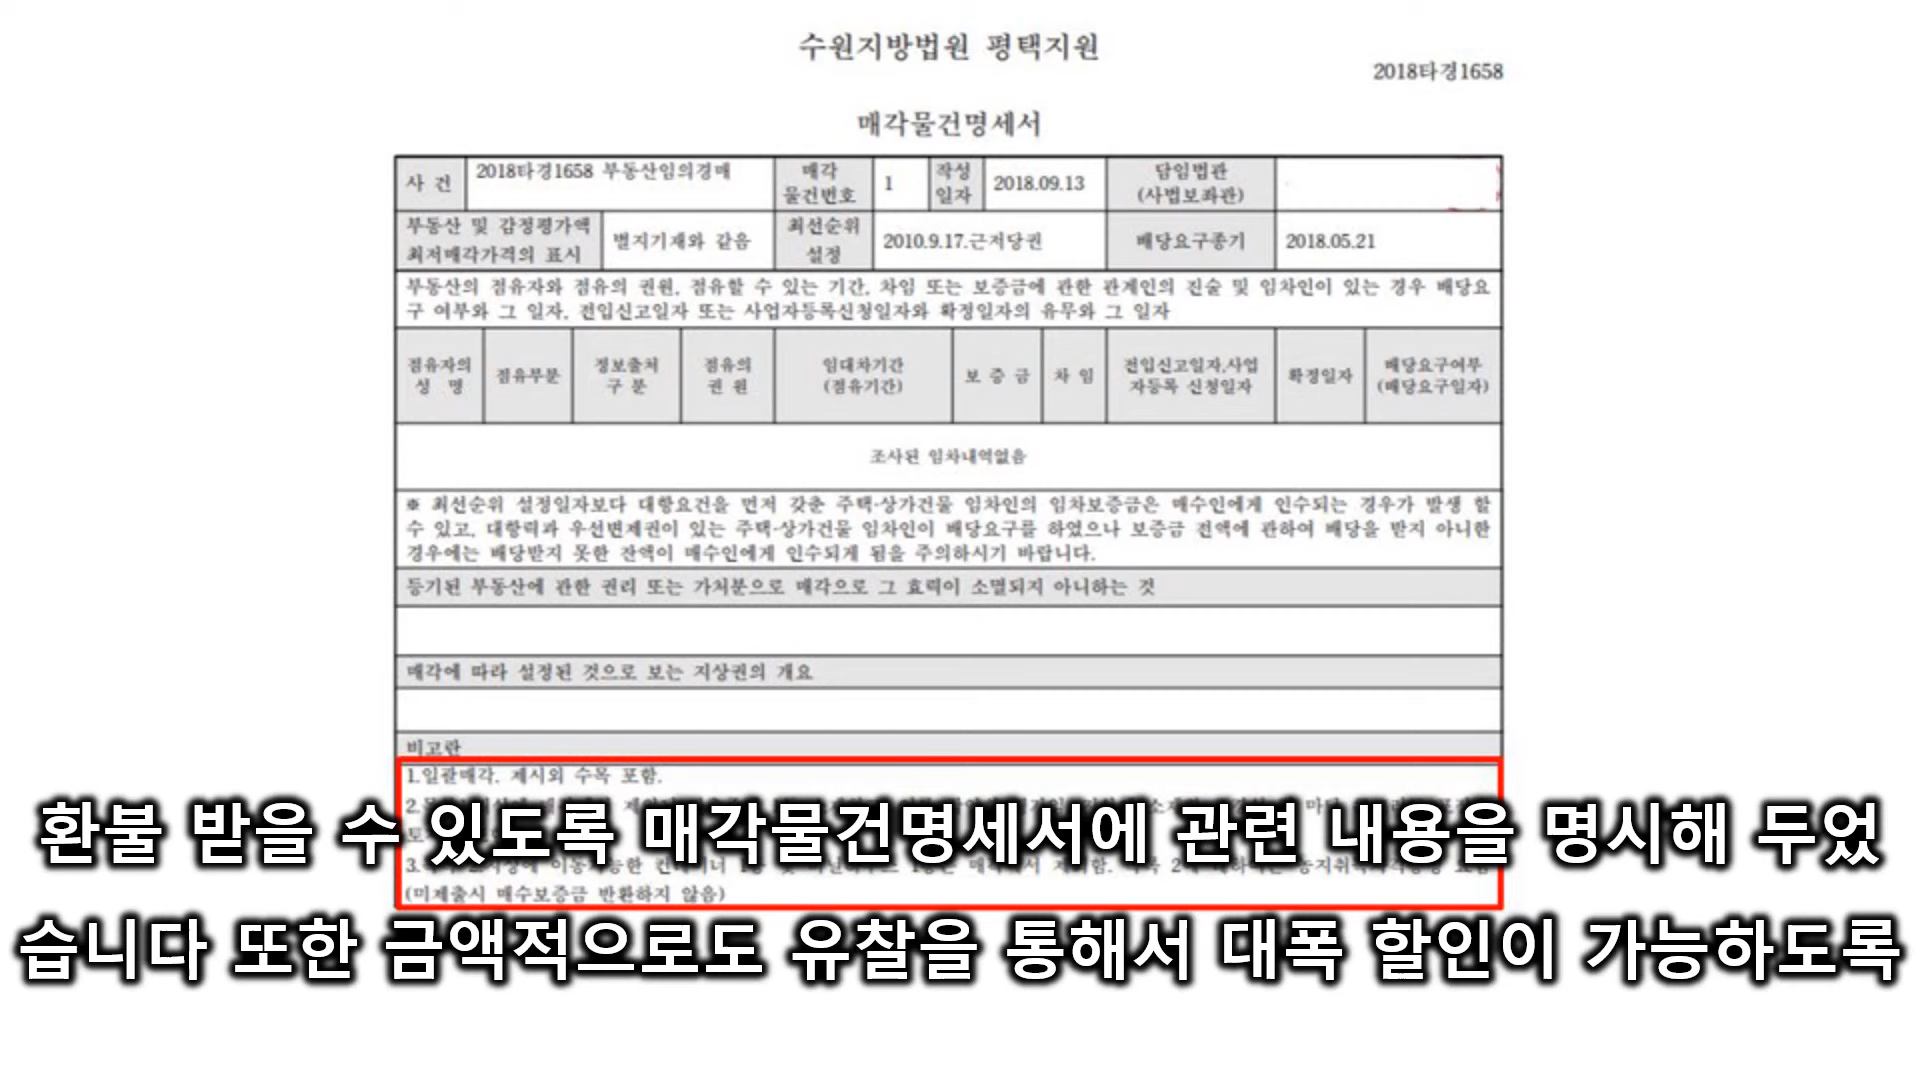 수원지방법원 평택지원
2018타경1658
매각물건명세서
사 건
2018타경1658 부동산임의경매
매각
물건번호
1
작성
일자
2018.09.13
담임법관
(사법보좌관)
부동산 및 감정평가액
최저매각가격의 표시
별지기재와 같음
최선순위
설정
2010.9.17.근저당권
배당요구종기
2018.05.21
부동산의 점유자와 점유의 권원, 점유할 수 있는 기간, 차임 또는 보증금에 관한 관계인의 진술 및 임차인이 있는 경우 배당요
구 여부와 그 일자, 전입신고일자 또는 사업자등록신청일자와 확정일자의 유무와 그 일자
점유자의
성 명
점유부분
정보출처
구 분
점유의
권 원
임대차기간
(점유기간)
보 증 금
차 임
전입신고일자,사업
자등록 신청일자
확정일자
배당요구여부
(배당요구일자)
조사된 임차내역없음
※ 최선순위 설정일자보다 대항요건을 먼저 갖춘 주택·상가건물 임차인의 임차보증금은 매수인에게 인수되는 경우가 발생 할
수 있고, 대항력과 우선변제권이 있는 주택·상가건물 임차인이 배당요구를 하였으나 보증금 전액에 관하여 배당을 받지 아니한
경우에는 배당받지 못한 잔액이 매수인에게 인수되게 됨을 주의하시기 바랍니다.
등기된 부동산에 관한 권리 또는 가처분으로 매각으로 그 효력이 소멸되지 아니하는 것
매각에 따라 설정된 것으로 보는 지상권의 개요
비고란
1.일괄매각. 제시외 수목 포함.
환불 받을 수 있도록 매각물건명세서에 관련 내용을 명시해 두었
(미제출시 매수보증금 반환하지 않음)
습니다 또한 금액적으로도 유찰을 통해서 대폭 할인이 가능하도록